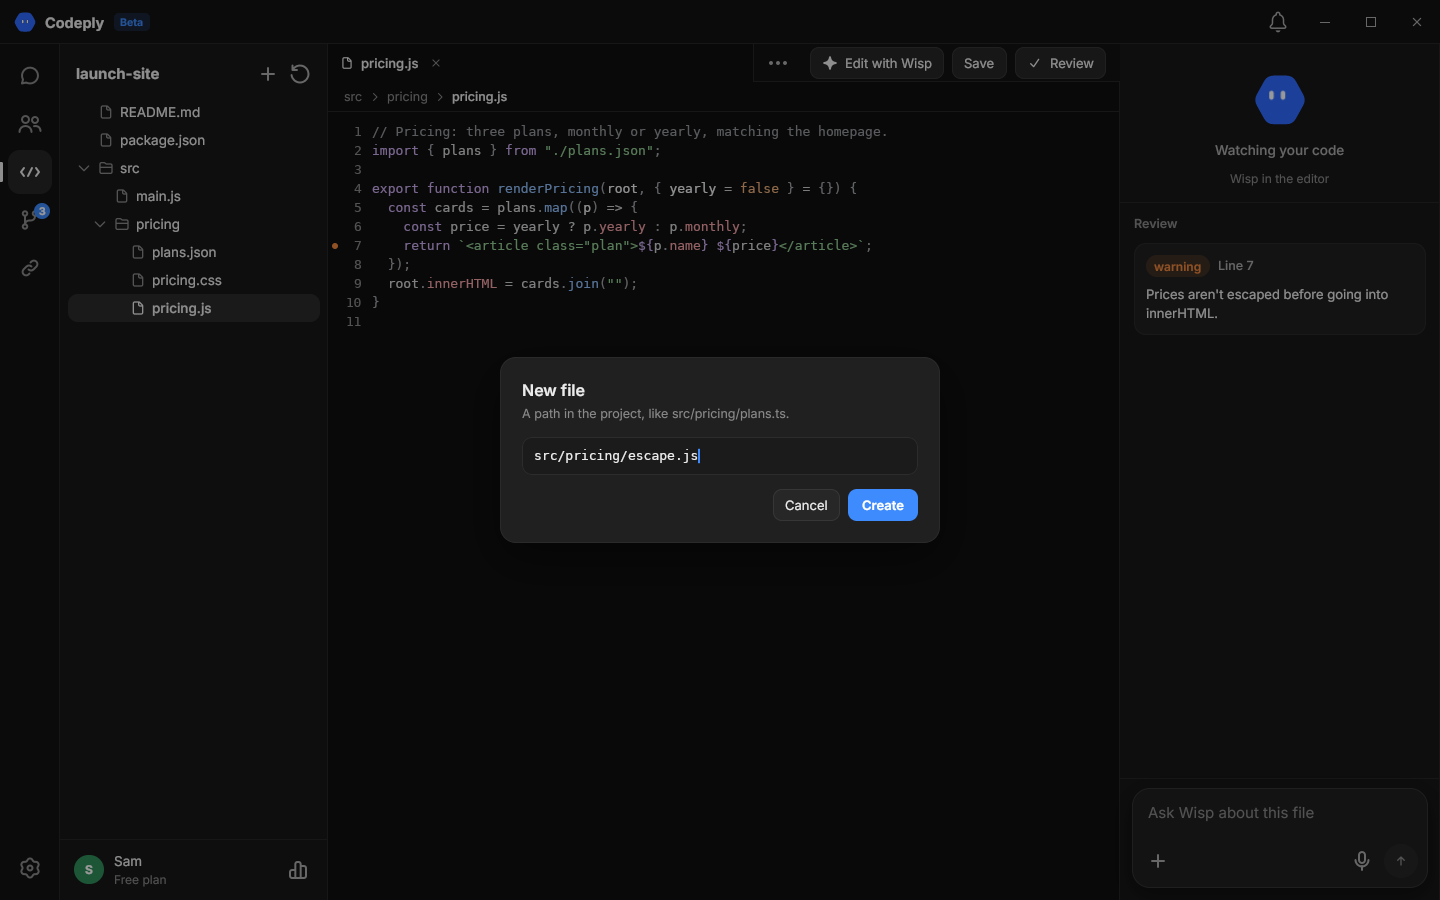 Codeply Beta
launch-site
README.md
package.json
src
main.js
3
pricing
plans.json
pricing.css
pricing.js
S
Sam
Free plan
pricing.js
Edit with Wisp
Save
Review
src > pricing > pricing.js
1 // Pricing: three plans, monthly or yearly, matching the homepage.
2 import { plans } from "./plans.json";
3
4 export function renderPricing(root, { yearly = false } = {}) {
5 const cards = plans.map((p) => {
6 const price = yearly ? p.yearly : p.monthly;
7 return `<article class="plan">${p.name} ${price}</article>`;
8 });
9 root.innerHTML = cards.join("");
10 }
11
New file
A path in the project, like src/pricing/plans.ts.
src/pricing/escape.js
Cancel
Create
Watching your code
Wisp in the editor
Review
warning Line 7
Prices aren't escaped before going into
innerHTML.
Ask Wisp about this file